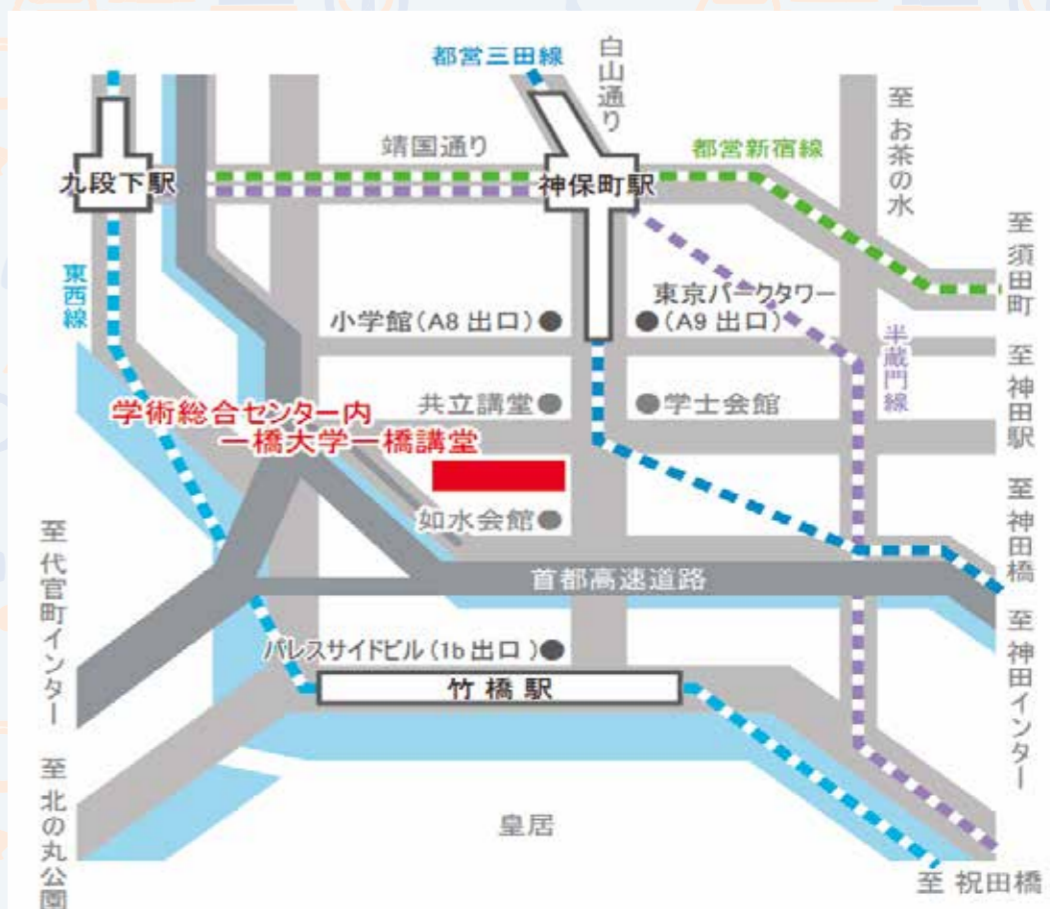 都営三田線
白山通り
至 お茶の水
靖国通り
都営新宿線
九段下駅
神保町駅
至 須田町
東西線
東京パークタワー
小学館(A8 出口)●
●(A9 出口)
半蔵門線
至 神田駅
共立講堂●
●学士会館
学術総合センター内
一橋大学一橋講堂
至 神田橋
如水会館●
至 代官町インター
首都高速道路
至 神田インター
パレスサイドビル(1b 出口)●
竹橋駅
至 北の丸公園
皇居
至 祝田橋